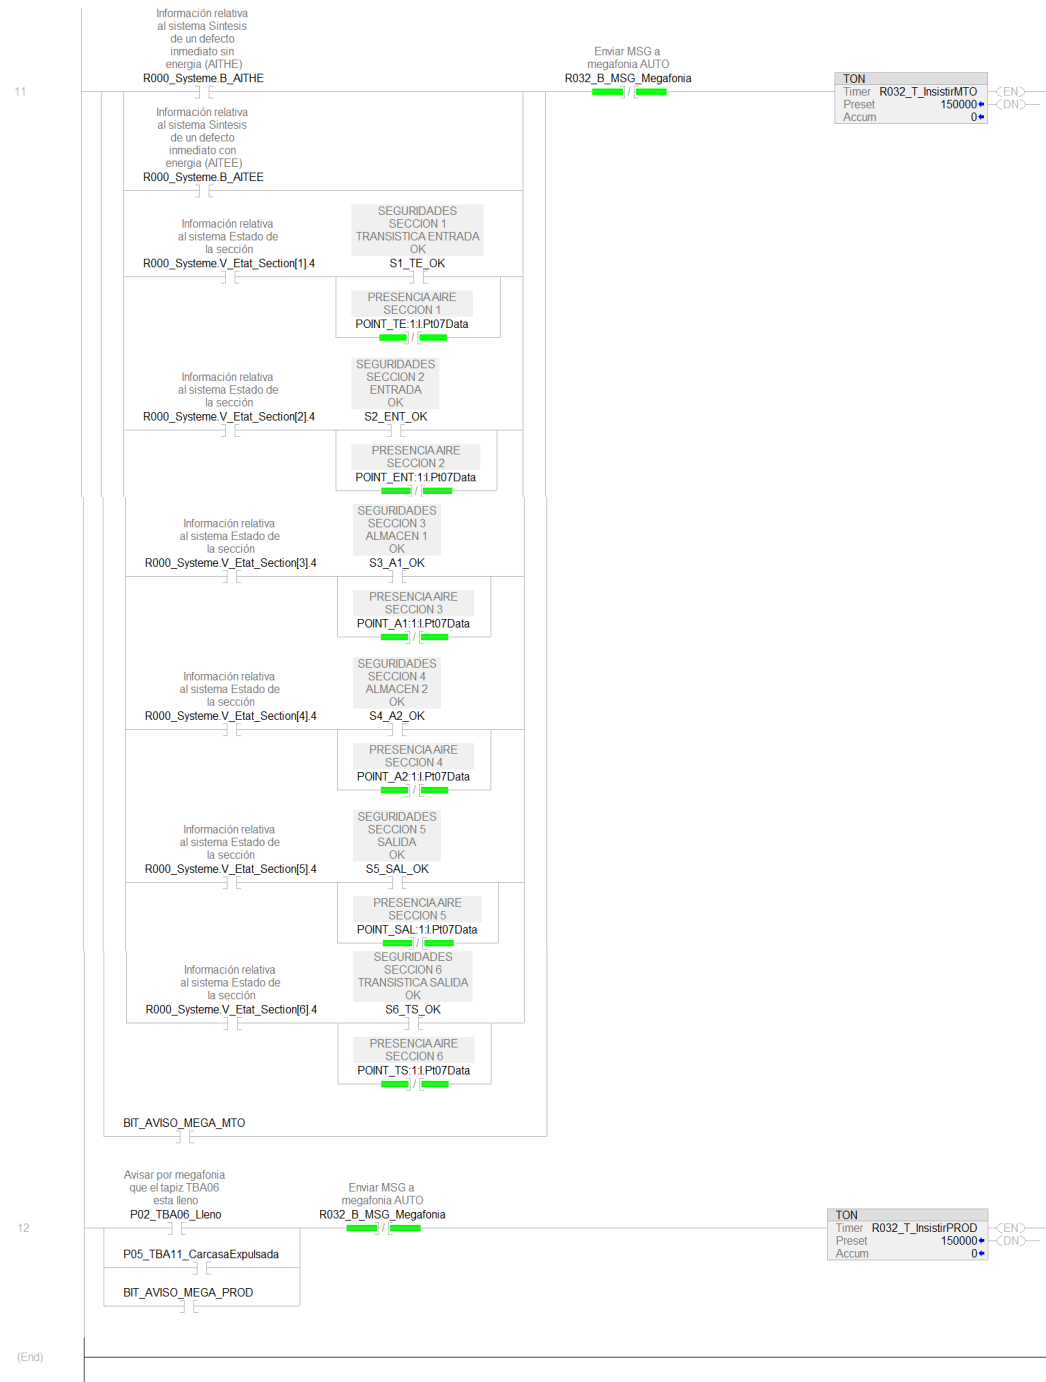 Información relativa
al sistema Sintesis
de un defecto
inmediato sin
energia (AITHE)
R000_Systeme.B_AITHE
Enviar MSG a
megafonia AUTO
R032_B_MSG_Megafonia
11
TON
Timer R032_T_InsistirMTO
Preset 150000
Accum 0
EN
DN
Información relativa
al sistema Sintesis
de un defecto
inmediato con
energia (AITEE)
R000_Systeme.B_AITEE
Información relativa
al sistema Estado de
la sección
R000_Systeme.V_Etat_Section[1].4
SEGURIDADES
SECCION 1
TRANSISTICA ENTRADA
OK
S1_TE_OK
PRESENCIA AIRE
SECCION 1
POINT_TE:1:I.Pt07Data
Información relativa
al sistema Estado de
la sección
R000_Systeme.V_Etat_Section[2].4
SEGURIDADES
SECCION 2
ENTRADA
OK
S2_ENT_OK
PRESENCIA AIRE
SECCION 2
POINT_ENT:1:I.Pt07Data
Información relativa
al sistema Estado de
la sección
R000_Systeme.V_Etat_Section[3].4
SEGURIDADES
SECCION 3
ALMACEN 1
OK
S3_A1_OK
PRESENCIA AIRE
SECCION 3
POINT_A1:1:I.Pt07Data
Información relativa
al sistema Estado de
la sección
R000_Systeme.V_Etat_Section[4].4
SEGURIDADES
SECCION 4
ALMACEN 2
OK
S4_A2_OK
PRESENCIA AIRE
SECCION 4
POINT_A2:1:I.Pt07Data
Información relativa
al sistema Estado de
la sección
R000_Systeme.V_Etat_Section[5].4
SEGURIDADES
SECCION 5
SALIDA
OK
S5_SAL_OK
PRESENCIA AIRE
SECCION 5
POINT_SAL:1:I.Pt07Data
Información relativa
al sistema Estado de
la sección
R000_Systeme.V_Etat_Section[6].4
SEGURIDADES
SECCION 6
TRANSISTICA SALIDA
OK
S6_TS_OK
PRESENCIA AIRE
SECCION 6
POINT_TS:1:I.Pt07Data
BIT_AVISO_MEGA_MTO
Avisar por megafonia
que el tapiz TBA06
esta lleno
P02_TBA06_Lleno
Enviar MSG a
megafonia AUTO
R032_B_MSG_Megafonia
12
TON
Timer R032_T_InsistirPROD
Preset 150000
Accum 0
EN
DN
P05_TBA11_CarcasaExpulsada
BIT_AVISO_MEGA_PROD
(End)